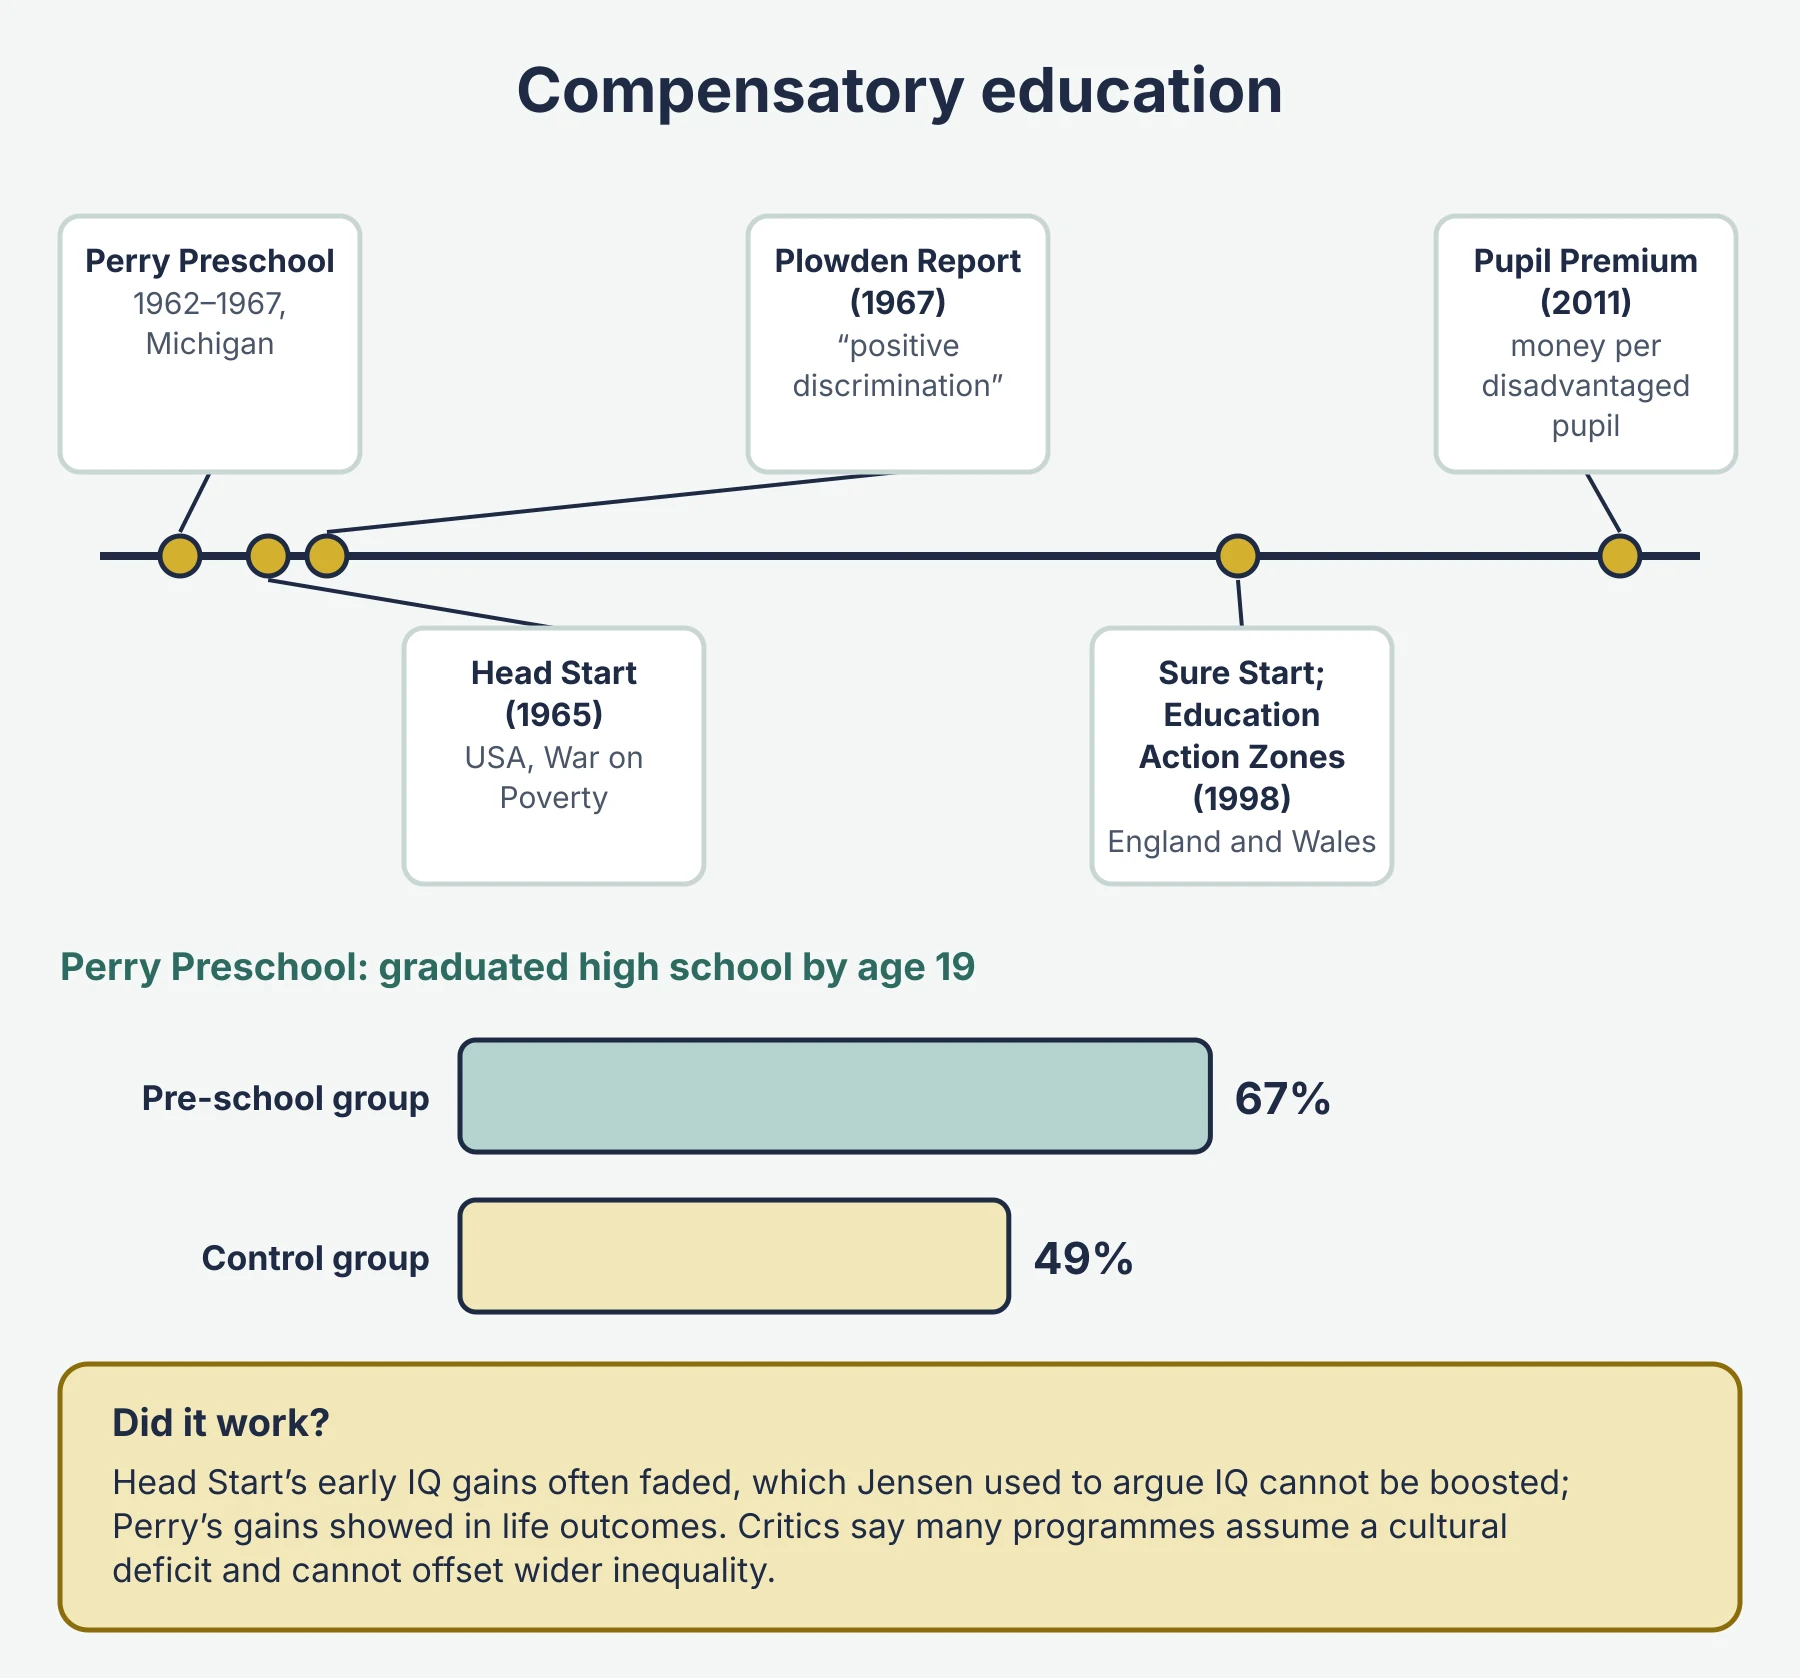 Compensatory education
Perry Preschool
1962–1967,
Michigan
Plowden Report
(1967)
“positive
discrimination”
Pupil Premium
(2011)
money per
disadvantaged
pupil
Head Start
(1965)
USA, War on
Poverty
Sure Start;
Education
Action Zones
(1998)
England and Wales
Perry Preschool: graduated high school by age 19
Pre-school group
67%
Control group
49%
Did it work?
Head Start’s early IQ gains often faded, which Jensen used to argue IQ cannot be boosted;
Perry’s gains showed in life outcomes. Critics say many programmes assume a cultural
deficit and cannot offset wider inequality.